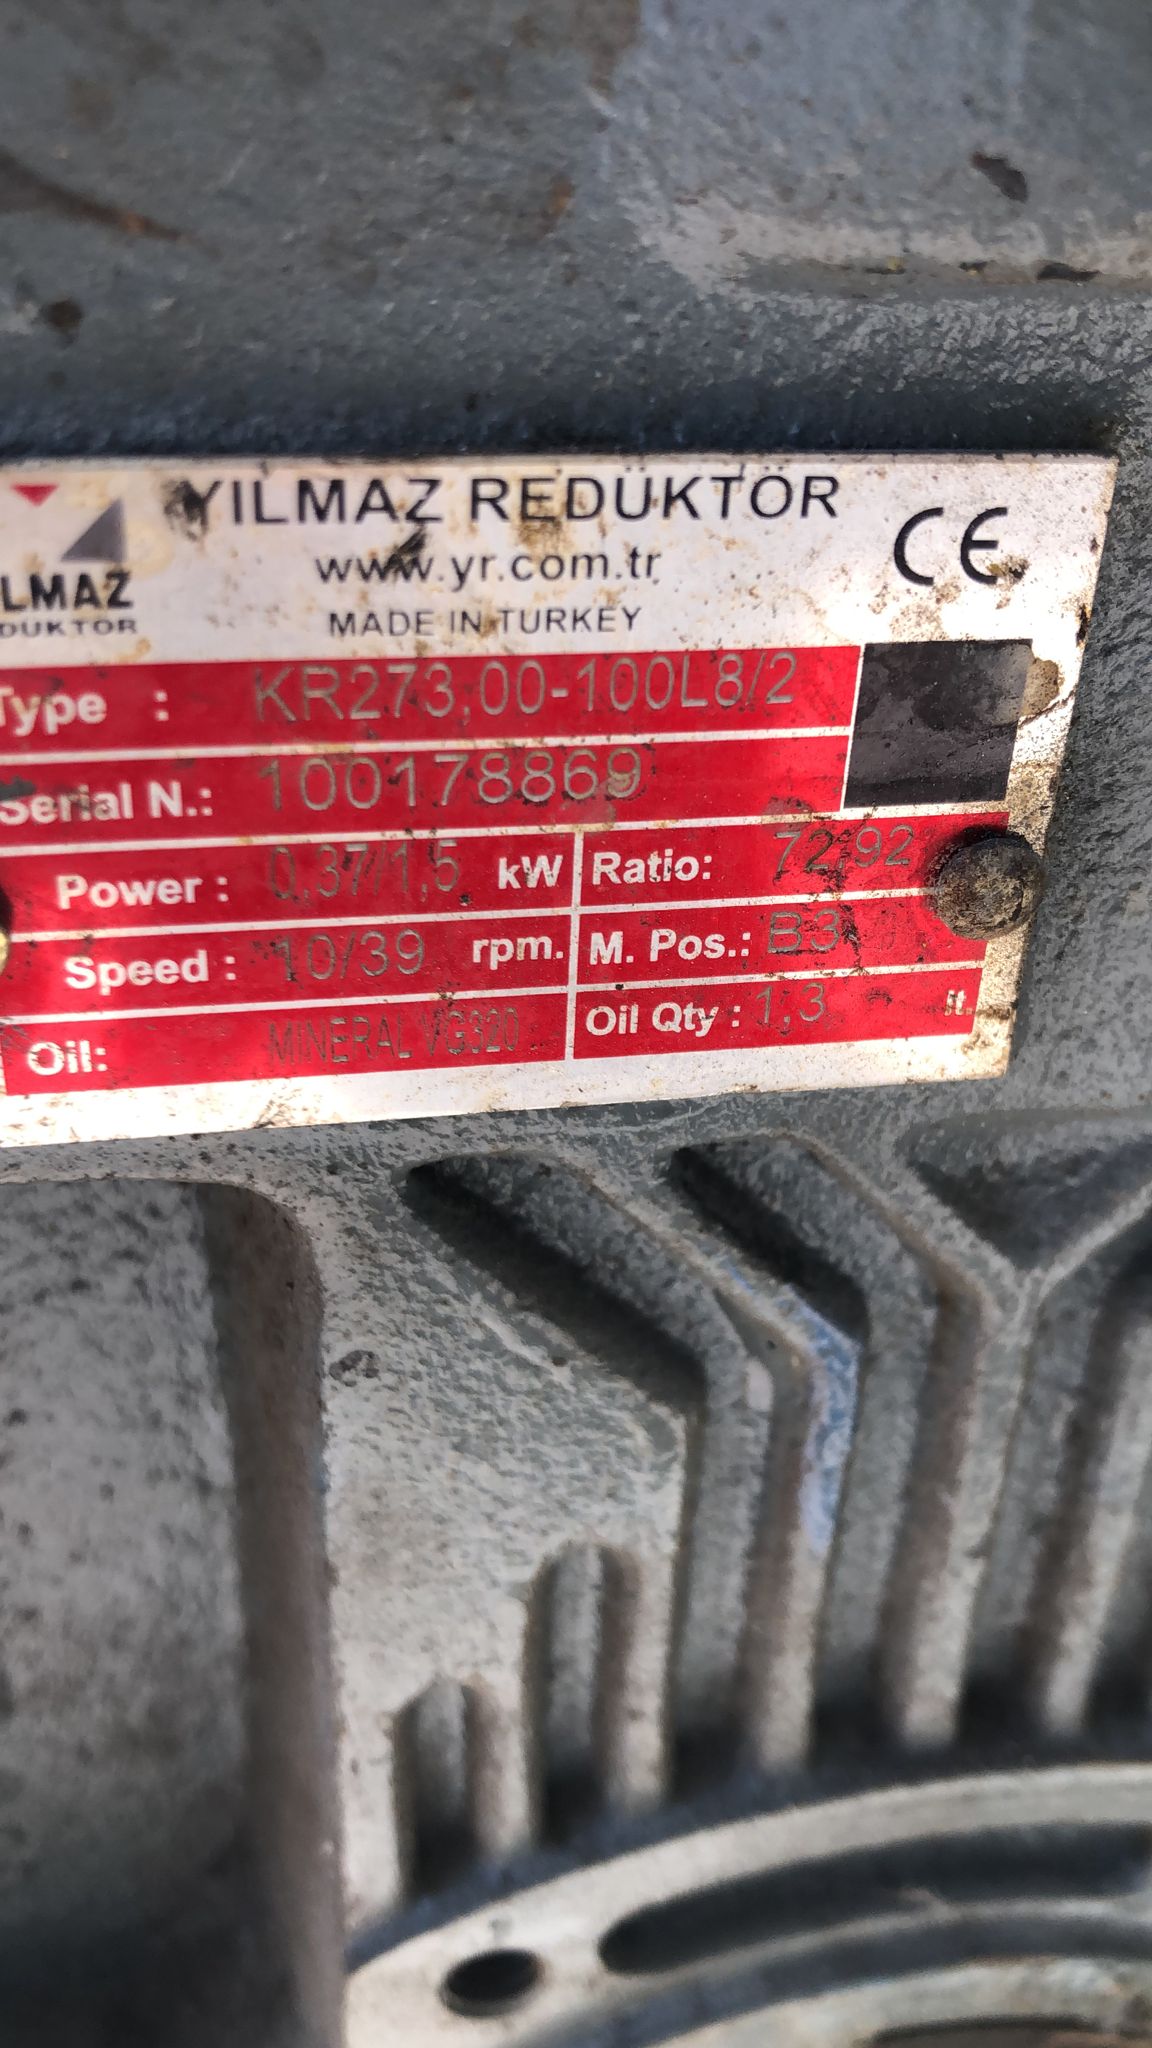 YILMAZ REDÜKTÖR
CE
www.yr.com.tr
LMAZ
DUKTOR
MADE IN TURKEY
Type : KR273,00-100L8/2
Serial N.: 100178869
Power : 0,37/1,5 kW Ratio: 72,92
Speed : 10/39 rpm. M. Pos.: B3
Oil: MINERAL VG320 Oil Qty : 1,3 lt.